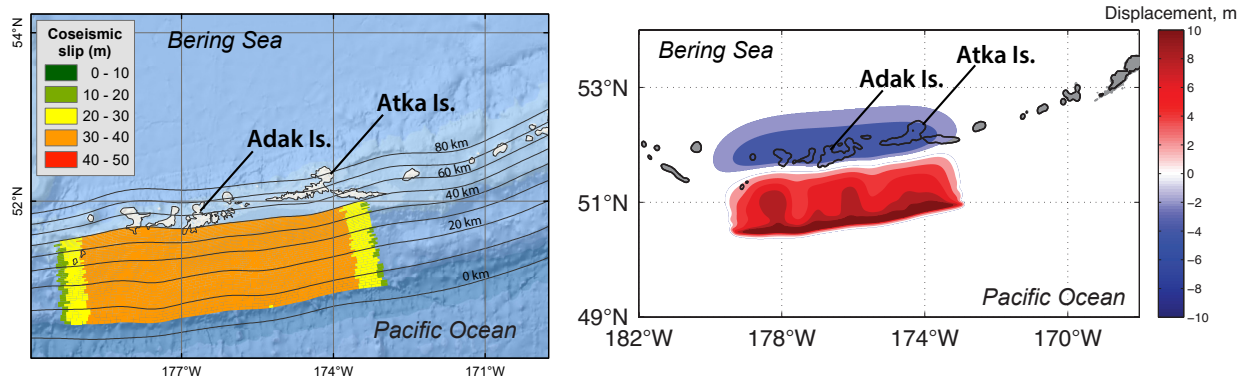 54°N
52°N
Coseismic
slip (m)
0 - 10
10 - 20
20 - 30
30 - 40
40 - 50
Bering Sea
Atka Is.
Adak Is.
80 km
60 km
40 km
20 km
0 km
Pacific Ocean
177°W
174°W
171°W
Displacement, m
Bering Sea
Atka Is.
Adak Is.
53°N
51°N
49°N
Pacific Ocean
182°W
178°W
174°W
170°W
10
8
6
4
2
0
−2
−4
−6
−8
−10